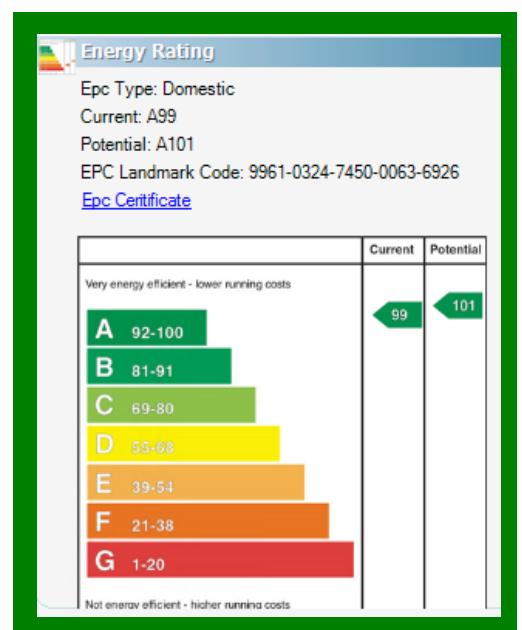 Energy Rating
Epc Type: Domestic
Current: A99
Potential: A101
EPC Landmark Code: 9961-0324-7450-0063-6926
Epc Ceritificate
Current Potential
Very energy efficient - lower running costs
A 92-100 99 101
B 81-91
C 69-80
D 55-68
E 39-54
F 21-38
G 1-20
Not energy efficient - higher running costs